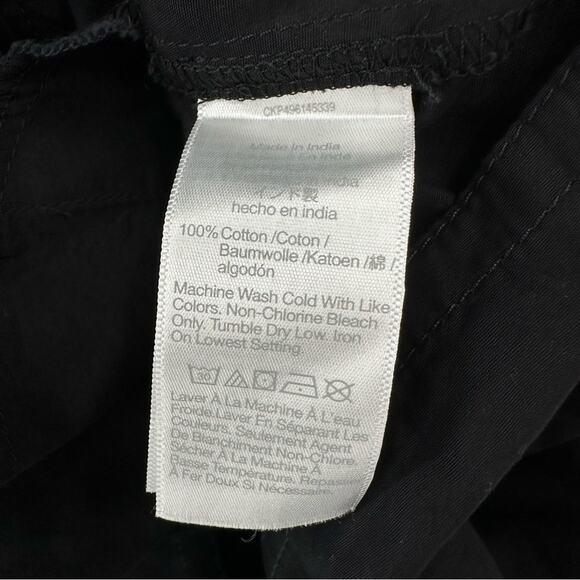 CKP496145339
Made in India
En Inde
インド製
hecho en india
100% Cotton /Coton /
Baumwolle /Katoen /綿 /
algodón
Machine Wash Cold With Like
Colors. Non-Chlorine Bleach
Only. Tumble Dry Low. Iron
On Lowest Setting.
30
Laver À La Machine À L'eau
Froide.Laver En Séparant Les
Couleurs. Seulement Agent
De Blanchiment Non-Chlore.
Sécher À La Machine À
Basse Température.
À Fer Doux Si Nécessaire.